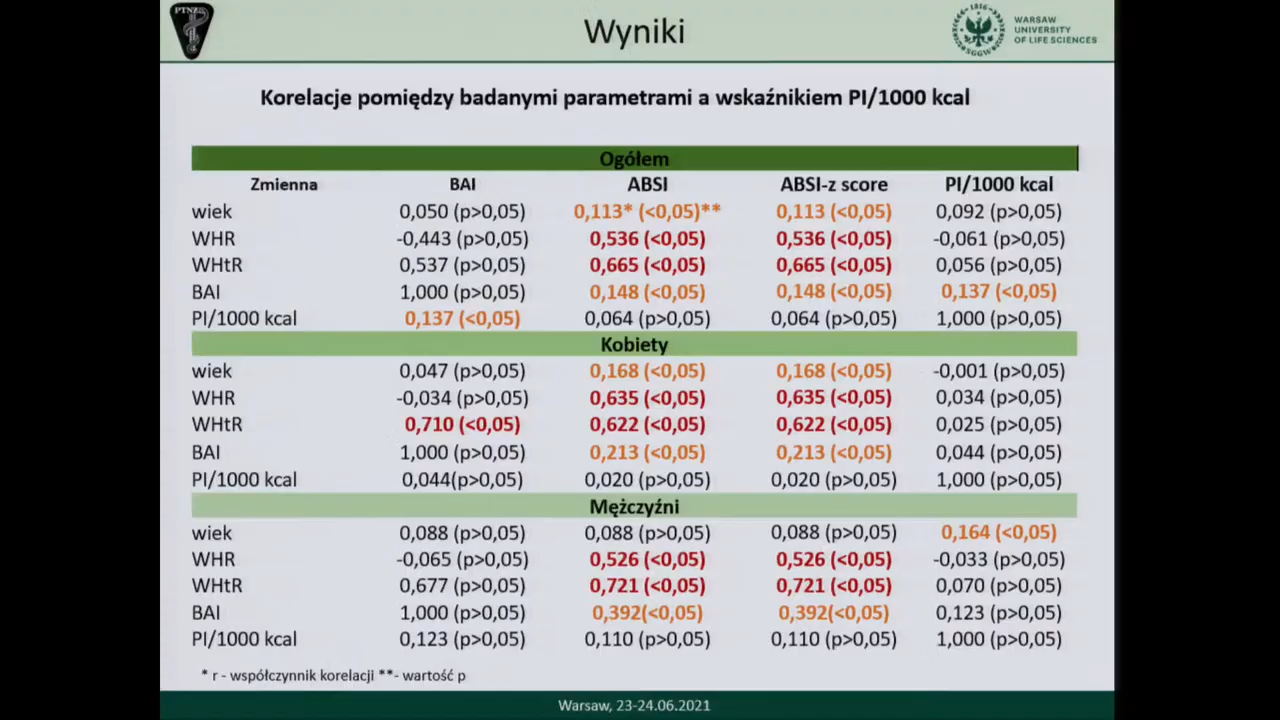 PTNŻ
Wyniki
1816
SGGW
WARSAW
UNIVERSITY
OF LIFE SCIENCES
Korelacje pomiędzy badanymi parametrami a wskaźnikiem PI/1000 kcal
Ogółem
Zmienna BAI ABSI ABSI-z score PI/1000 kcal
wiek 0,050 (p>0,05) 0,113* (<0,05)** 0,113 (<0,05) 0,092 (p>0,05)
WHR -0,443 (p>0,05) 0,536 (<0,05) 0,536 (<0,05) -0,061 (p>0,05)
WHtR 0,537 (p>0,05) 0,665 (<0,05) 0,665 (<0,05) 0,056 (p>0,05)
BAI 1,000 (p>0,05) 0,148 (<0,05) 0,148 (<0,05) 0,137 (<0,05)
PI/1000 kcal 0,137 (<0,05) 0,064 (p>0,05) 0,064 (p>0,05) 1,000 (p>0,05)
Kobiety
wiek 0,047 (p>0,05) 0,168 (<0,05) 0,168 (<0,05) -0,001 (p>0,05)
WHR -0,034 (p>0,05) 0,635 (<0,05) 0,635 (<0,05) 0,034 (p>0,05)
WHtR 0,710 (<0,05) 0,622 (<0,05) 0,622 (<0,05) 0,025 (p>0,05)
BAI 1,000 (p>0,05) 0,213 (<0,05) 0,213 (<0,05) 0,044 (p>0,05)
PI/1000 kcal 0,044(p>0,05) 0,020 (p>0,05) 0,020 (p>0,05) 1,000 (p>0,05)
Mężczyźni
wiek 0,088 (p>0,05) 0,088 (p>0,05) 0,088 (p>0,05) 0,164 (<0,05)
WHR -0,065 (p>0,05) 0,526 (<0,05) 0,526 (<0,05) -0,033 (p>0,05)
WHtR 0,677 (p>0,05) 0,721 (<0,05) 0,721 (<0,05) 0,070 (p>0,05)
BAI 1,000 (p>0,05) 0,392(<0,05) 0,392(<0,05) 0,123 (p>0,05)
PI/1000 kcal 0,123 (p>0,05) 0,110 (p>0,05) 0,110 (p>0,05) 1,000 (p>0,05)
* r - współczynnik korelacji **- wartość p
Warsaw, 23-24.06.2021